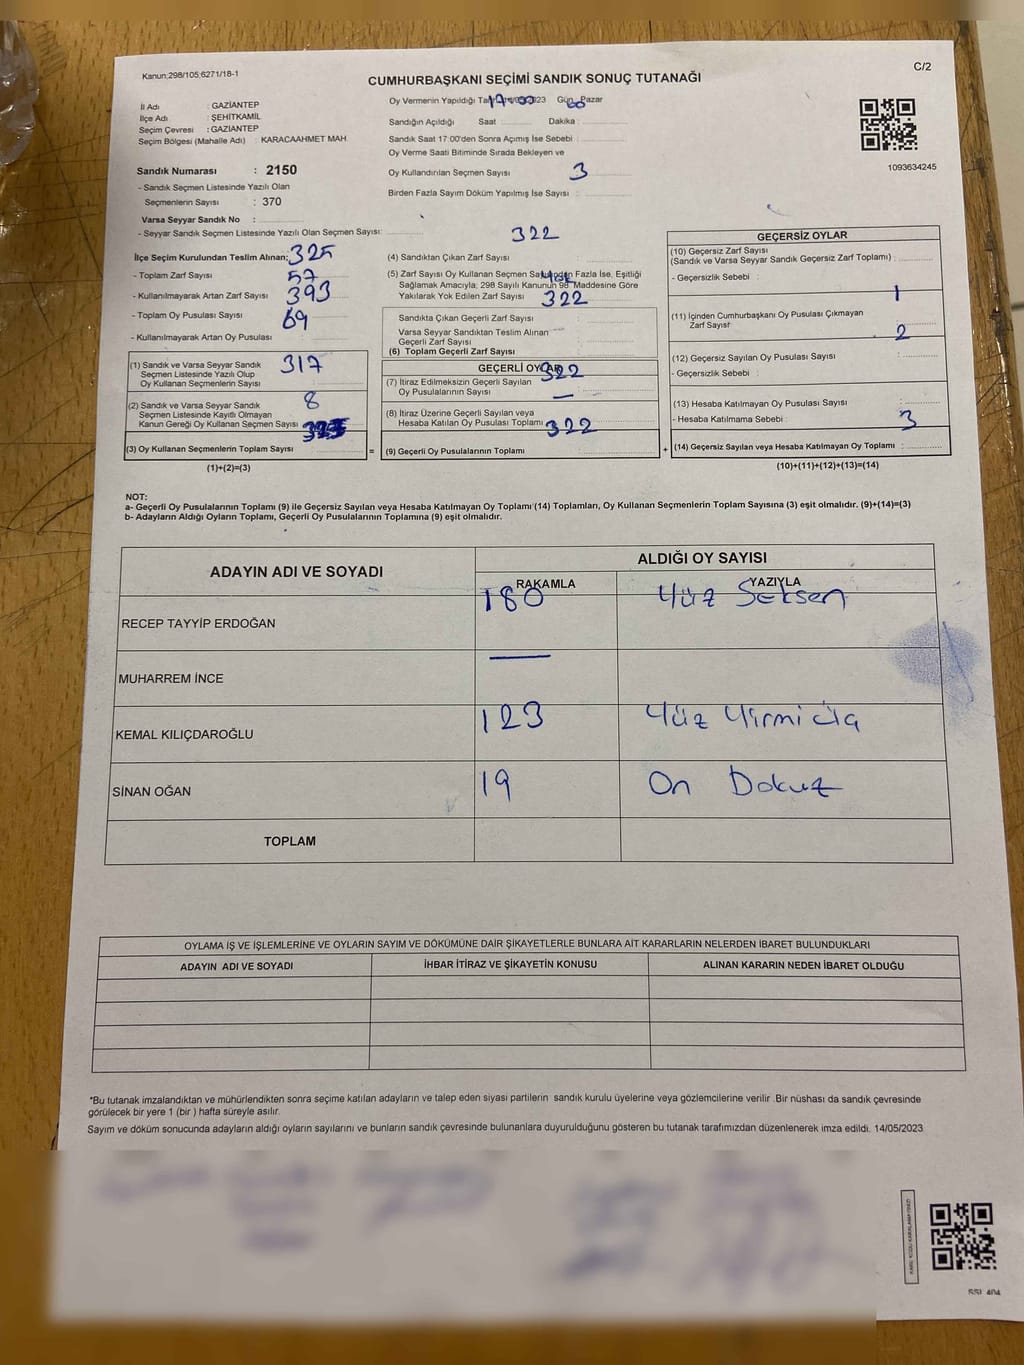 Kanun;298/105;6271/18-1
C/2
CUMHURBAŞKANI SEÇİMİ SANDIK SONUÇ TUTANAĞI
İl Adı : GAZİANTEP
İlçe Adı : ŞEHİTKAMİL
Seçim Çevresi : GAZİANTEP
Seçim Bölgesi (Mahalle Adı) : KARACAAHMET MAH.
Sandık Numarası : 2150
- Sandık Seçmen Listesinde Yazılı Olan
Seçmenlerin Sayısı : 370
Varsa Seyyar Sandık No :
- Seyyar Sandık Seçmen Listesinde Yazılı Olan Seçmen Sayısı:
Oy Vermenin Yapıldığı 17 00 2023 Gün Pazar
Sandığın Açıldığı Saat : Dakika :
Sandık Saat 17:00'den Sonra Açımış İse Sebebi :
Oy Verme Saati Bitiminde Sırada Bekleyen ve
Oy Kullandırılan Seçmen Sayısı : 3
Birden Fazla Sayım Döküm Yapılmış İse Sayısı :
1093634245
İlçe Seçim Kurulundan Teslim Alınan; 325
- Toplam Zarf Sayısı 57
- Kullanılmayarak Artan Zarf Sayısı 393
- Toplam Oy Pusulası Sayısı 69
- Kullanılmayarak Artan Oy Pusulası
(1) Sandık ve Varsa Seyyar Sandık 317
Seçmen Listesinde Yazılı Olup
Oy Kullanan Seçmenlerin Sayısı
(2) Sandık ve Varsa Seyyar Sandık 8
Seçmen Listesinde Kayıtlı Olmayan
Kanun Gereği Oy Kullanan Seçmen Sayısı 325
(3) Oy Kullanan Seçmenlerin Toplam Sayısı =
(1)+(2)=(3)
322
(4) Sandıktan Çıkan Zarf Sayısı :
(5) Zarf Sayısı Oy Kullanan Seçmen Sayısından Fazla İse, Eşitliği
Sağlamak Amacıyla; 298 Sayılı Kanunun 98. Maddesine Göre
Yakılarak Yok Edilen Zarf Sayısı 322
Sandıkta Çıkan Geçerli Zarf Sayısı :
Varsa Seyyar Sandıktan Teslim Alınan
Geçerli Zarf Sayısı :
(6) Toplam Geçerli Zarf Sayısı
GEÇERLİ OYLAR 322
(7) İtiraz Edilmeksizin Geçerli Sayılan
Oy Pusulalarının Sayısı : —
(8) İtiraz Üzerine Geçerli Sayılan veya
Hesaba Katılan Oy Pusulası Toplamı 322
(9) Geçerli Oy Pusulalarının Toplamı : +
GEÇERSİZ OYLAR
(10) Geçersiz Zarf Sayısı
(Sandık ve Varsa Seyyar Sandık Geçersiz Zarf Toplamı) :
- Geçersizlik Sebebi :
1
(11) İçinden Cumhurbaşkanı Oy Pusulası Çıkmayan
Zarf Sayısı : 2
(12) Geçersiz Sayılan Oy Pusulası Sayısı :
- Geçersizlik Sebebi :
(13) Hesaba Katılmayan Oy Pusulası Sayısı :
- Hesaba Katılmama Sebebi : 3
(14) Geçersiz Sayılan veya Hesaba Katılmayan Oy Toplamı :
(10)+(11)+(12)+(13)=(14)
NOT:
a- Geçerli Oy Pusulalarının Toplamı (9) ile Geçersiz Sayılan veya Hesaba Katılmayan Oy Toplamı (14) Toplamları, Oy Kullanan Seçmenlerin Toplam Sayısına (3) eşit olmalıdır. (9)+(14)=(3)
b- Adayların Aldığı Oyların Toplamı, Geçerli Oy Pusulalarının Toplamına (9) eşit olmalıdır.
ADAYIN ADI VE SOYADI
ALDIĞI OY SAYISI
RAKAMLA YAZIYLA
RECEP TAYYİP ERDOĞAN 180 Yüz Seksen
MUHARREM İNCE —
KEMAL KILIÇDAROĞLU 123 Yüz Yirmi üç
SİNAN OĞAN 19 On Dokuz
TOPLAM
OYLAMA İŞ VE İŞLEMLERİNE VE OYLARIN SAYIM VE DÖKÜMÜNE DAİR ŞİKAYETLERLE BUNLARA AİT KARARLARIN NELERDEN İBARET BULUNDUKLARI
ADAYIN ADI VE SOYADI İHBAR İTİRAZ VE ŞİKAYETİN KONUSU ALINAN KARARIN NEDEN İBARET OLDUĞU
*Bu tutanak imzalandıktan ve mühürlendikten sonra seçime katılan adayların ve talep eden siyasi partilerin sandık kurulu üyelerine veya gözlemcilerine verilir .Bir nüshası da sandık çevresinde
görülecek bir yere 1 (bir ) hafta süreyle asılır.
Sayım ve döküm sonucunda adayların aldığı oyların sayılarını ve bunların sandık çevresinde bulunanlara duyurulduğunu gösteren bu tutanak tarafımızdan düzenlenerek imza edildi. 14/05/2023